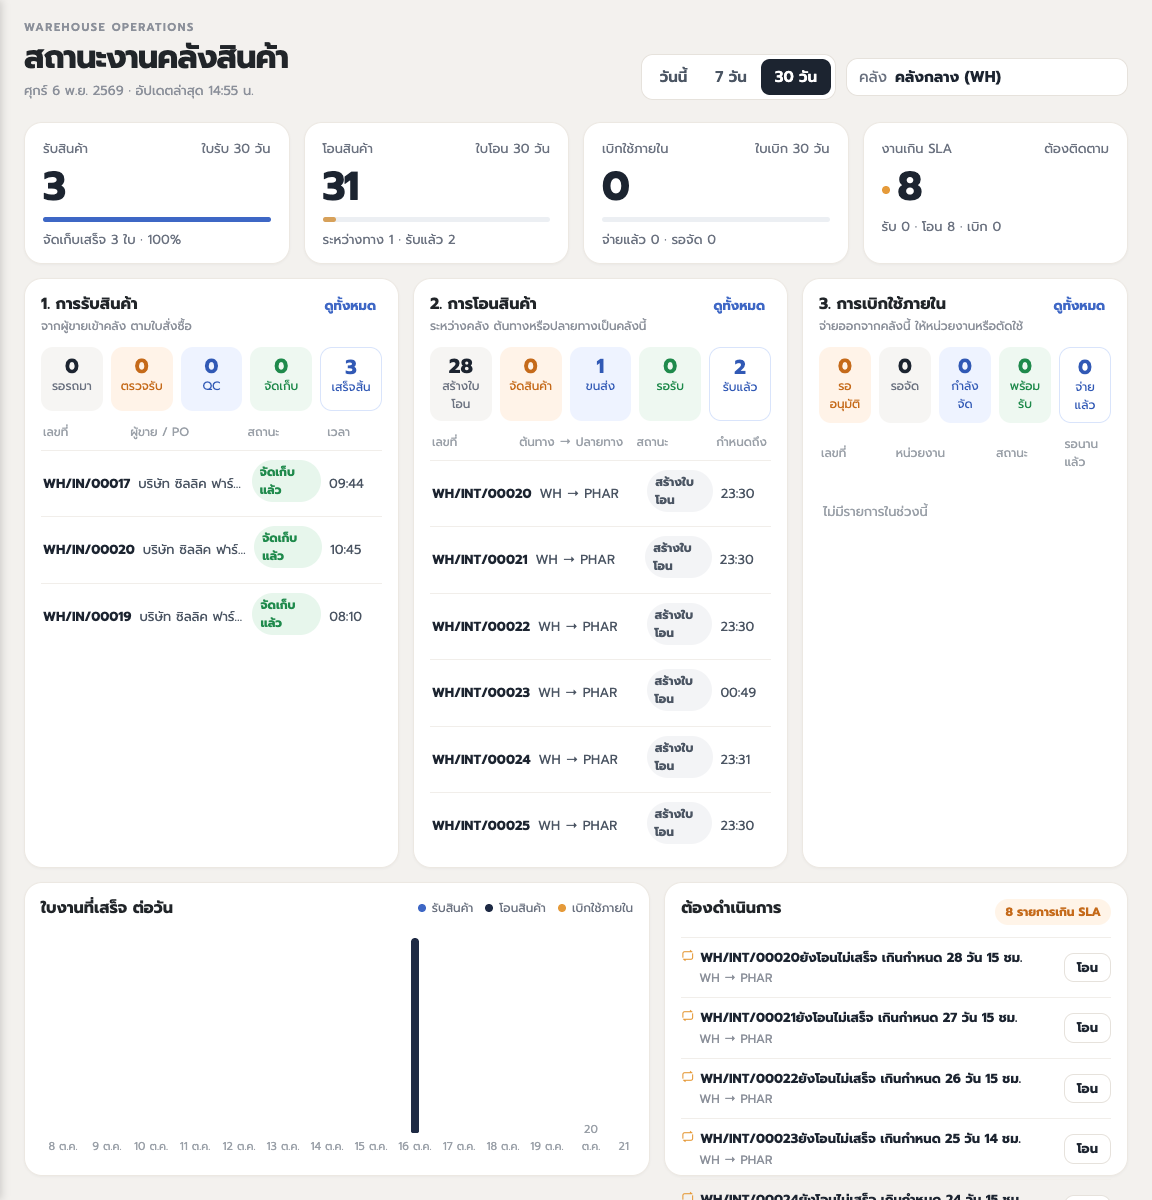 WAREHOUSE OPERATIONS
สถานะงานคลังสินค้า
ศุกร์ 6 พ.ย. 2569 · อัปเดตล่าสุด 14:55 น.
วันนี้ 7 วัน 30 วัน
คลัง คลังกลาง (WH)
รับสินค้า ใบรับ 30 วัน
3
จัดเก็บเสร็จ 3 ใบ · 100%
โอนสินค้า ใบโอน 30 วัน
31
ระหว่างทาง 1 · รับแล้ว 2
เบิกใช้ภายใน ใบเบิก 30 วัน
0
จ่ายแล้ว 0 · รอจัด 0
งานเกิน SLA ต้องติดตาม
8
รับ 0 · โอน 8 · เบิก 0
1. การรับสินค้า ดูทั้งหมด
จากผู้ขายเข้าคลัง ตามใบสั่งซื้อ
0 0 0 0 3
รอรถมา ตรวจรับ QC จัดเก็บ เสร็จสิ้น
เลขที่ ผู้ขาย / PO สถานะ เวลา
WH/IN/00017 บริษัท ซิลลิค ฟาร์... จัดเก็บ
แล้ว 09:44
WH/IN/00020 บริษัท ซิลลิค ฟาร์... จัดเก็บ
แล้ว 10:45
WH/IN/00019 บริษัท ซิลลิค ฟาร์... จัดเก็บ
แล้ว 08:10
2. การโอนสินค้า ดูทั้งหมด
ระหว่างคลัง ต้นทางหรือปลายทางเป็นคลังนี้
28 0 1 0 2
สร้างใบ
โอน จัดสินค้า ขนส่ง รอรับ รับแล้ว
เลขที่ ต้นทาง → ปลายทาง สถานะ กำหนดถึง
WH/INT/00020 WH → PHAR สร้างใบ
โอน 23:30
WH/INT/00021 WH → PHAR สร้างใบ
โอน 23:30
WH/INT/00022 WH → PHAR สร้างใบ
โอน 23:30
WH/INT/00023 WH → PHAR สร้างใบ
โอน 00:49
WH/INT/00024 WH → PHAR สร้างใบ
โอน 23:31
WH/INT/00025 WH → PHAR สร้างใบ
โอน 23:30
3. การเบิกใช้ภายใน ดูทั้งหมด
จ่ายออกจากคลังนี้ ให้หน่วยงานหรือตัดใช้
0 0 0 0 0
รอ
อนุมัติ รอจัด กำลัง
จัด พร้อม
รับ จ่าย
แล้ว
เลขที่ หน่วยงาน สถานะ รอนาน
แล้ว
ไม่มีรายการในช่วงนี้
ใบงานที่เสร็จ ต่อวัน
รับสินค้า โอนสินค้า เบิกใช้ภายใน
8 ต.ค. 9 ต.ค. 10 ต.ค. 11 ต.ค. 12 ต.ค. 13 ต.ค. 14 ต.ค. 15 ต.ค. 16 ต.ค. 17 ต.ค. 18 ต.ค. 19 ต.ค. 20
ต.ค. 21
ต้องดำเนินการ 8 รายการเกิน SLA
WH/INT/00020ยังโอนไม่เสร็จ เกินกำหนด 28 วัน 15 ชม.
WH → PHAR
โอน
WH/INT/00021ยังโอนไม่เสร็จ เกินกำหนด 27 วัน 15 ชม.
WH → PHAR
โอน
WH/INT/00022ยังโอนไม่เสร็จ เกินกำหนด 26 วัน 15 ชม.
WH → PHAR
โอน
WH/INT/00023ยังโอนไม่เสร็จ เกินกำหนด 25 วัน 14 ชม.
WH → PHAR
โอน
WH/INT/00024ยังโอนไม่เสร็จ เกินกำหนด 24 วัน 15 ชม.